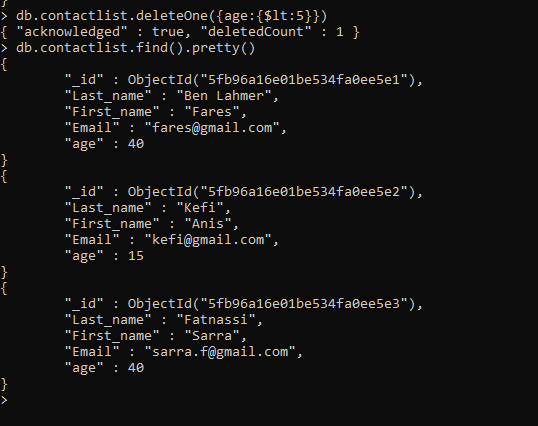 }
> db.contactlist.deleteOne({age:{$lt:5}})
{ "acknowledged" : true, "deletedCount" : 1 }
> db.contactlist.find().pretty()
{
        "_id" : ObjectId("5fb96a16e01be534fa0ee5e1"),
        "Last_name" : "Ben Lahmer",
        "First_name" : "Fares",
        "Email" : "fares@gmail.com",
        "age" : 40
}
{
        "_id" : ObjectId("5fb96a16e01be534fa0ee5e2"),
        "Last_name" : "Kefi",
        "First_name" : "Anis",
        "Email" : "kefi@gmail.com",
        "age" : 15
}
{
        "_id" : ObjectId("5fb96a16e01be534fa0ee5e3"),
        "Last_name" : "Fatnassi",
        "First_name" : "Sarra",
        "Email" : "sarra.f@gmail.com",
        "age" : 40
}
>